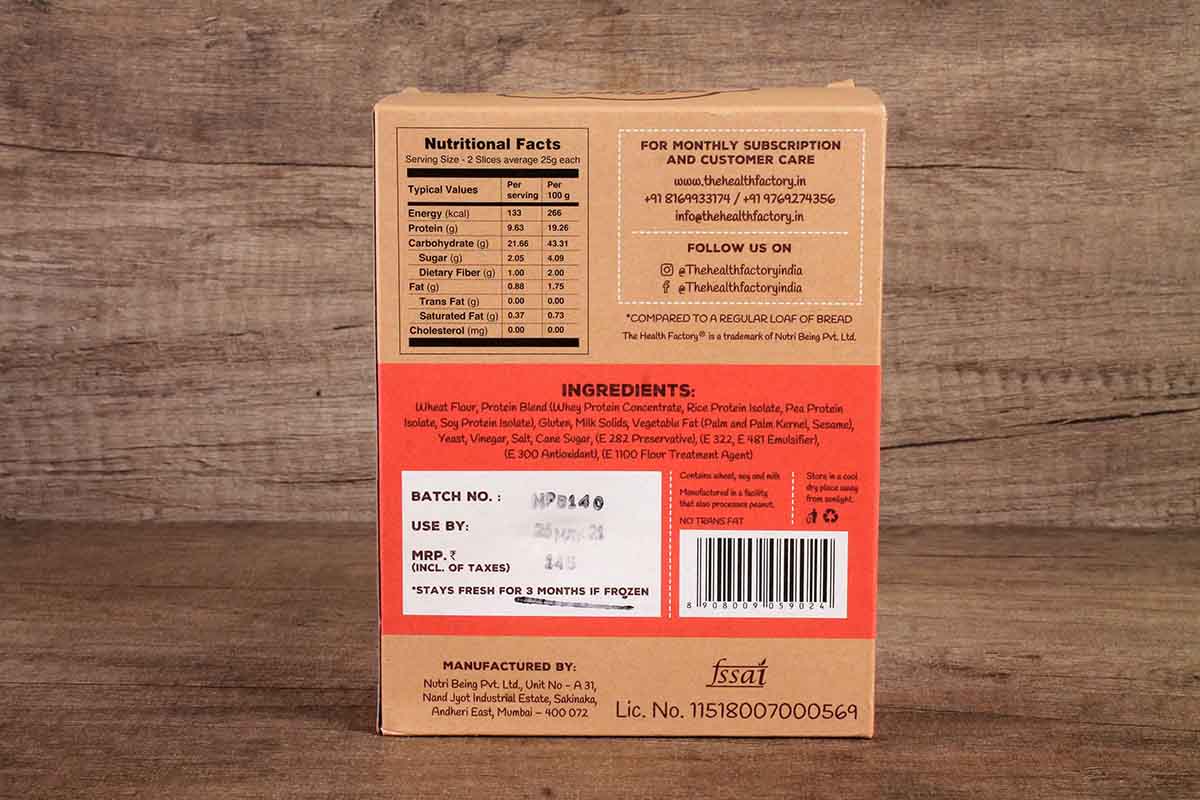 Nutritional Facts
Serving Size - 2 Slices average 25g each
Typical Values Per serving Per 100 g
Energy (kcal) 133 266
Protein (g) 9.63 19.26
Carbohydrate (g) 21.66 43.31
Sugar (g) 2.05 4.09
Dietary Fiber (g) 1.00 2.00
Fat (g) 0.88 1.75
Trans Fat (g) 0.00 0.00
Saturated Fat (g) 0.37 0.73
Cholesterol (mg) 0.00 0.00
FOR MONTHLY SUBSCRIPTION
AND CUSTOMER CARE
www.thehealthfactory.in
+91 8169933174 / +91 9769274356
info@thehealthfactory.in
FOLLOW US ON
@Thehealthfactoryindia
@Thehealthfactoryindia
*COMPARED TO A REGULAR LOAF OF BREAD
The Health Factory® is a trademark of Nutri Being Pvt. Ltd.
INGREDIENTS:
Wheat Flour, Protein Blend (Whey Protein Concentrate, Rice Protein Isolate, Pea Protein
Isolate, Soy Protein Isolate), Gluten, Milk Solids, Vegetable Fat (Palm and Palm Kernel, Sesame),
Yeast, Vinegar, Salt, Cane Sugar, (E 282 Preservative), (E 322, E 481 Emulsifier),
(E 300 Antioxidant), (E 1100 Flour Treatment Agent)
BATCH NO. :
USE BY:
MRP. ₹
(INCL. OF TAXES)
*STAYS FRESH FOR 3 MONTHS IF FROZEN
Contains wheat, soy and milk
Manufactured in a facility
that also processes peanut.
NO TRANS FAT
Store in a cool
dry place away
from sunlight.
8 908009 059024
MANUFACTURED BY:
Nutri Being Pvt. Ltd., Unit No - A 31,
Nand Jyot Industrial Estate, Sakinaka,
Andheri East, Mumbai - 400 072
fssai
Lic. No. 11518007000569